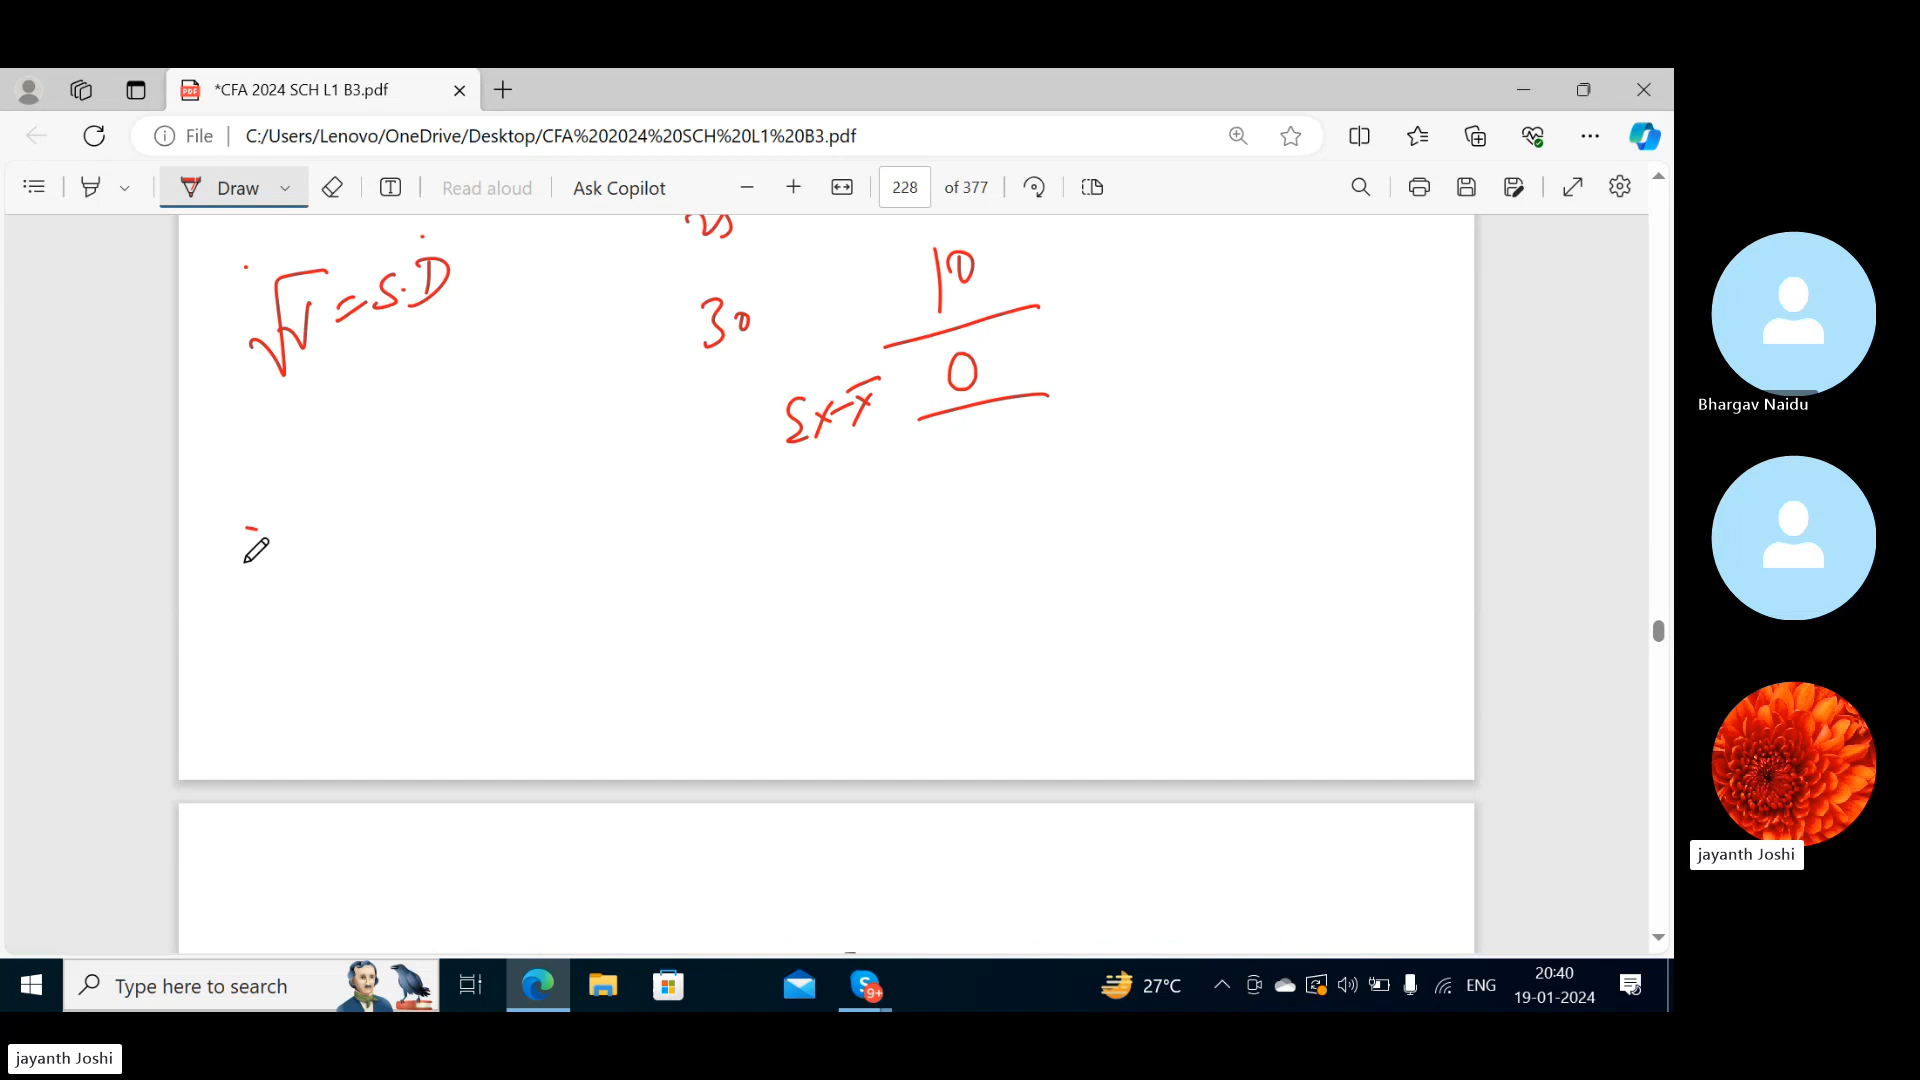 *CFA 2024 SCH L1 B3.pdf
File
C:/Users/Lenovo/OneDrive/Desktop/CFA%202024%20SCH%20L1%20B3.pdf
Draw
Read aloud
Ask Copilot
228
of 377
10
√V = S.D
30
0
Σx-x̄
Bhargav Naidu
jayanth Joshi
Type here to search
9+
27°C
ENG
20:40
19-01-2024
jayanth Joshi